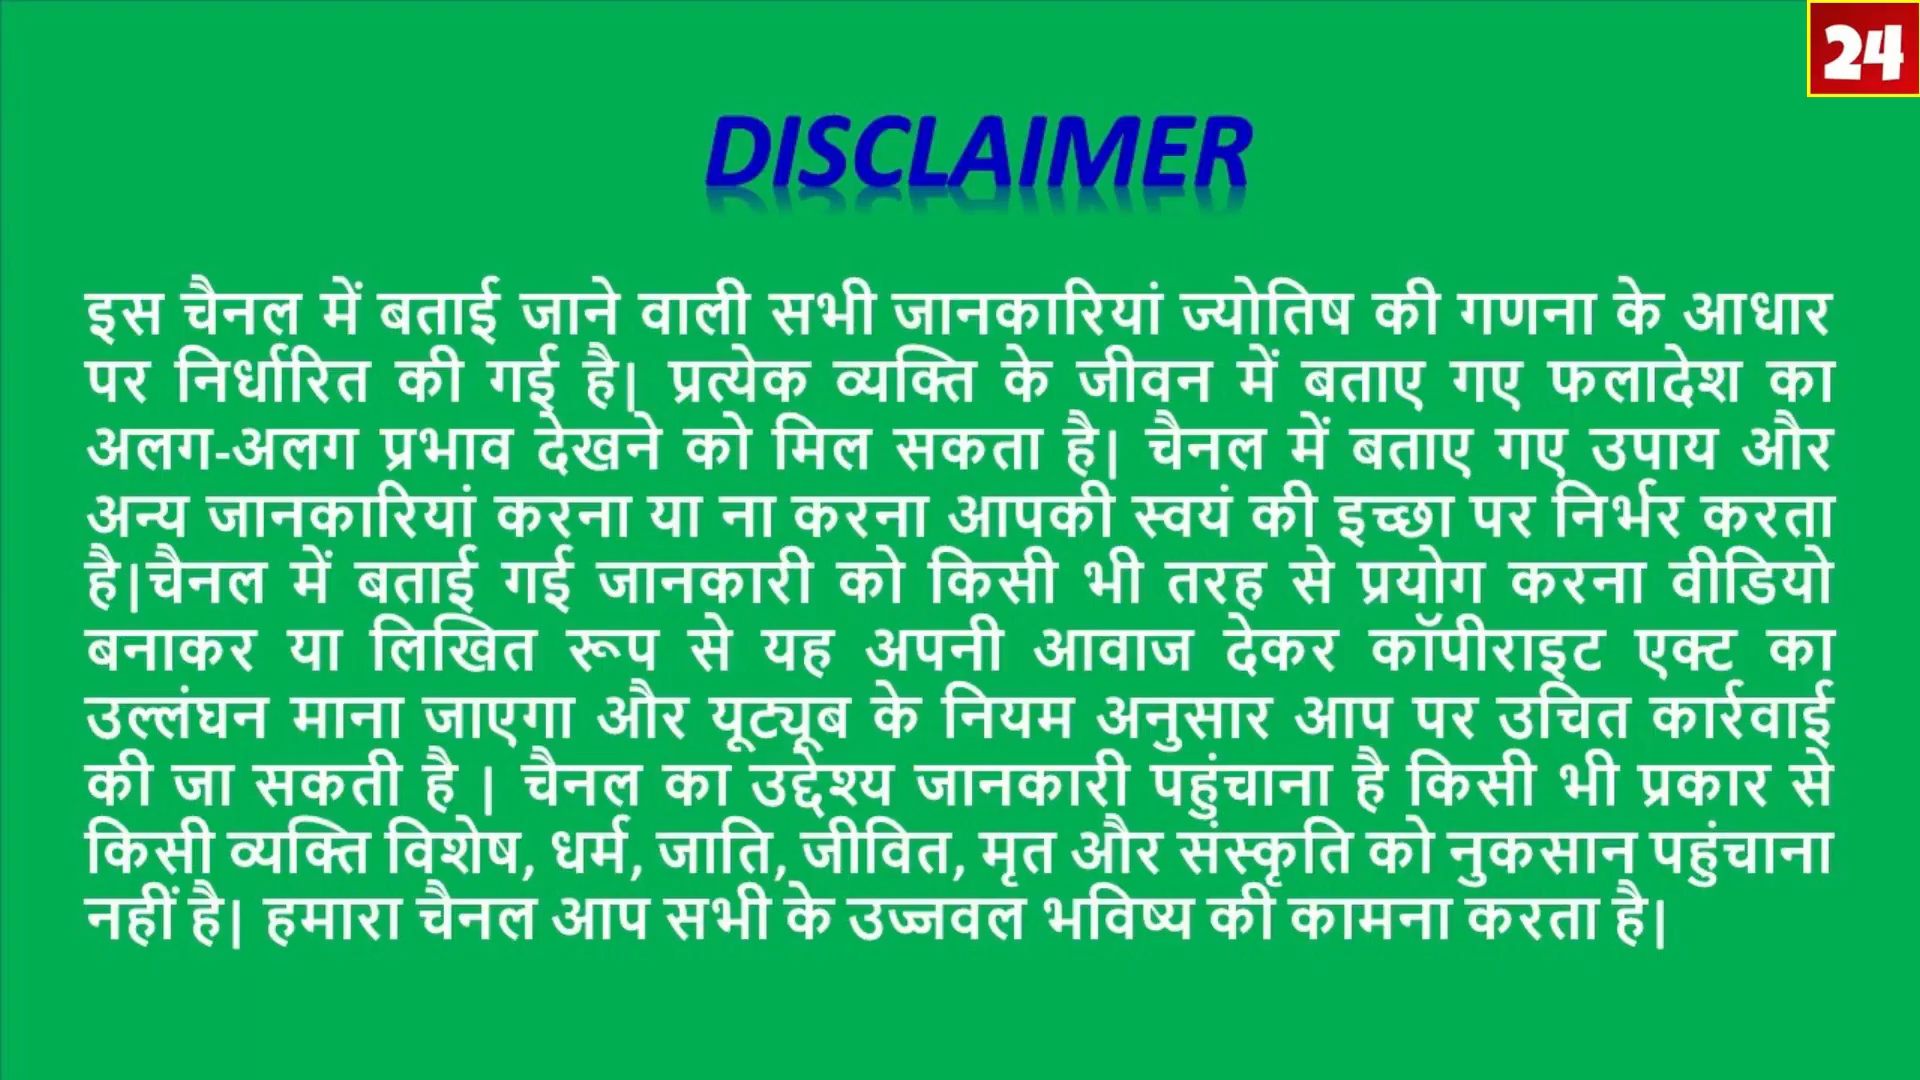 24
DISCLAIMER
इस चैनल में बताई जाने वाली सभी जानकारियां ज्योतिष की गणना के आधार
पर निर्धारित की गई है| प्रत्येक व्यक्ति के जीवन में बताए गए फलादेश का
अलग-अलग प्रभाव देखने को मिल सकता है| चैनल में बताए गए उपाय और
अन्य जानकारियां करना या ना करना आपकी स्वयं की इच्छा पर निर्भर करता
है|चैनल में बताई गई जानकारी को किसी भी तरह से प्रयोग करना वीडियो
बनाकर या लिखित रूप से यह अपनी आवाज देकर कॉपीराइट एक्ट का
उल्लंघन माना जाएगा और यूट्यूब के नियम अनुसार आप पर उचित कार्रवाई
की जा सकती है | चैनल का उद्देश्य जानकारी पहुंचाना है किसी भी प्रकार से
किसी व्यक्ति विशेष, धर्म, जाति, जीवित, मृत और संस्कृति को नुकसान पहुंचाना
नहीं है| हमारा चैनल आप सभी के उज्जवल भविष्य की कामना करता है|